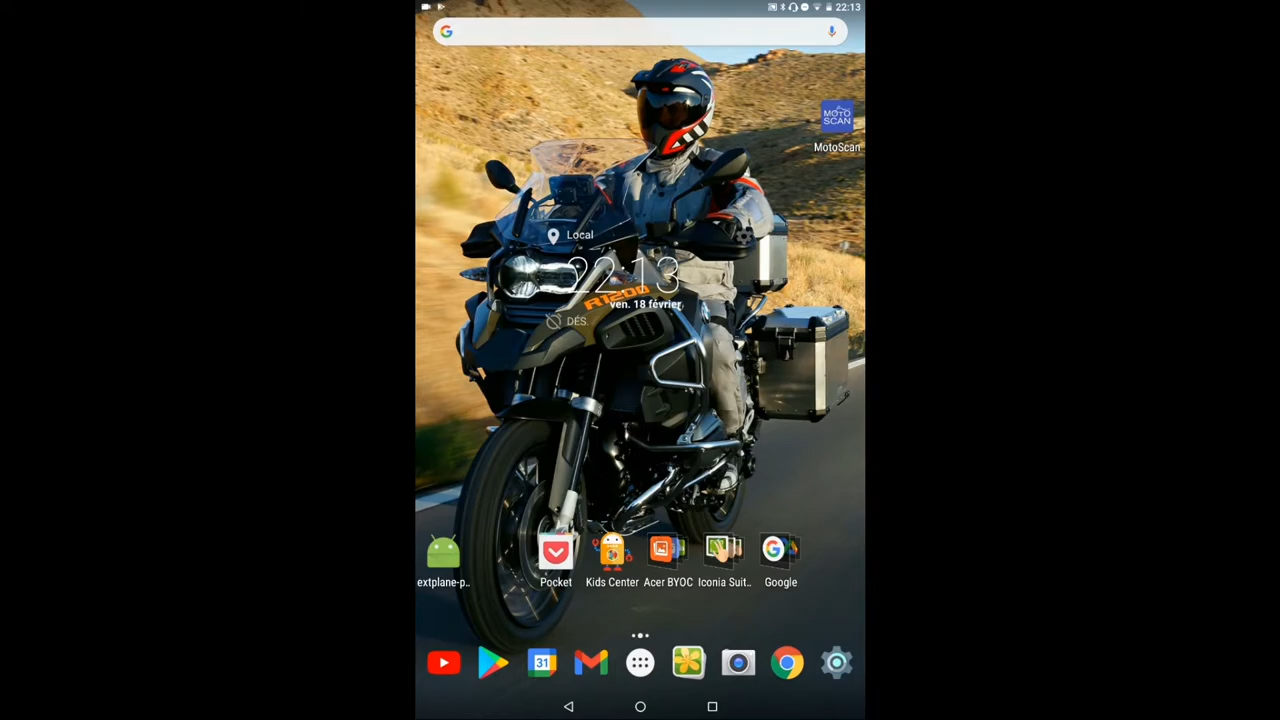 22:13
MOTO
SCAN
MotoScan
Local
22:13
R1200
ven. 18 février
DÉS.
extplane-p..
Pocket
Kids Center
Acer BYOC
Iconia Suit..
Google
31